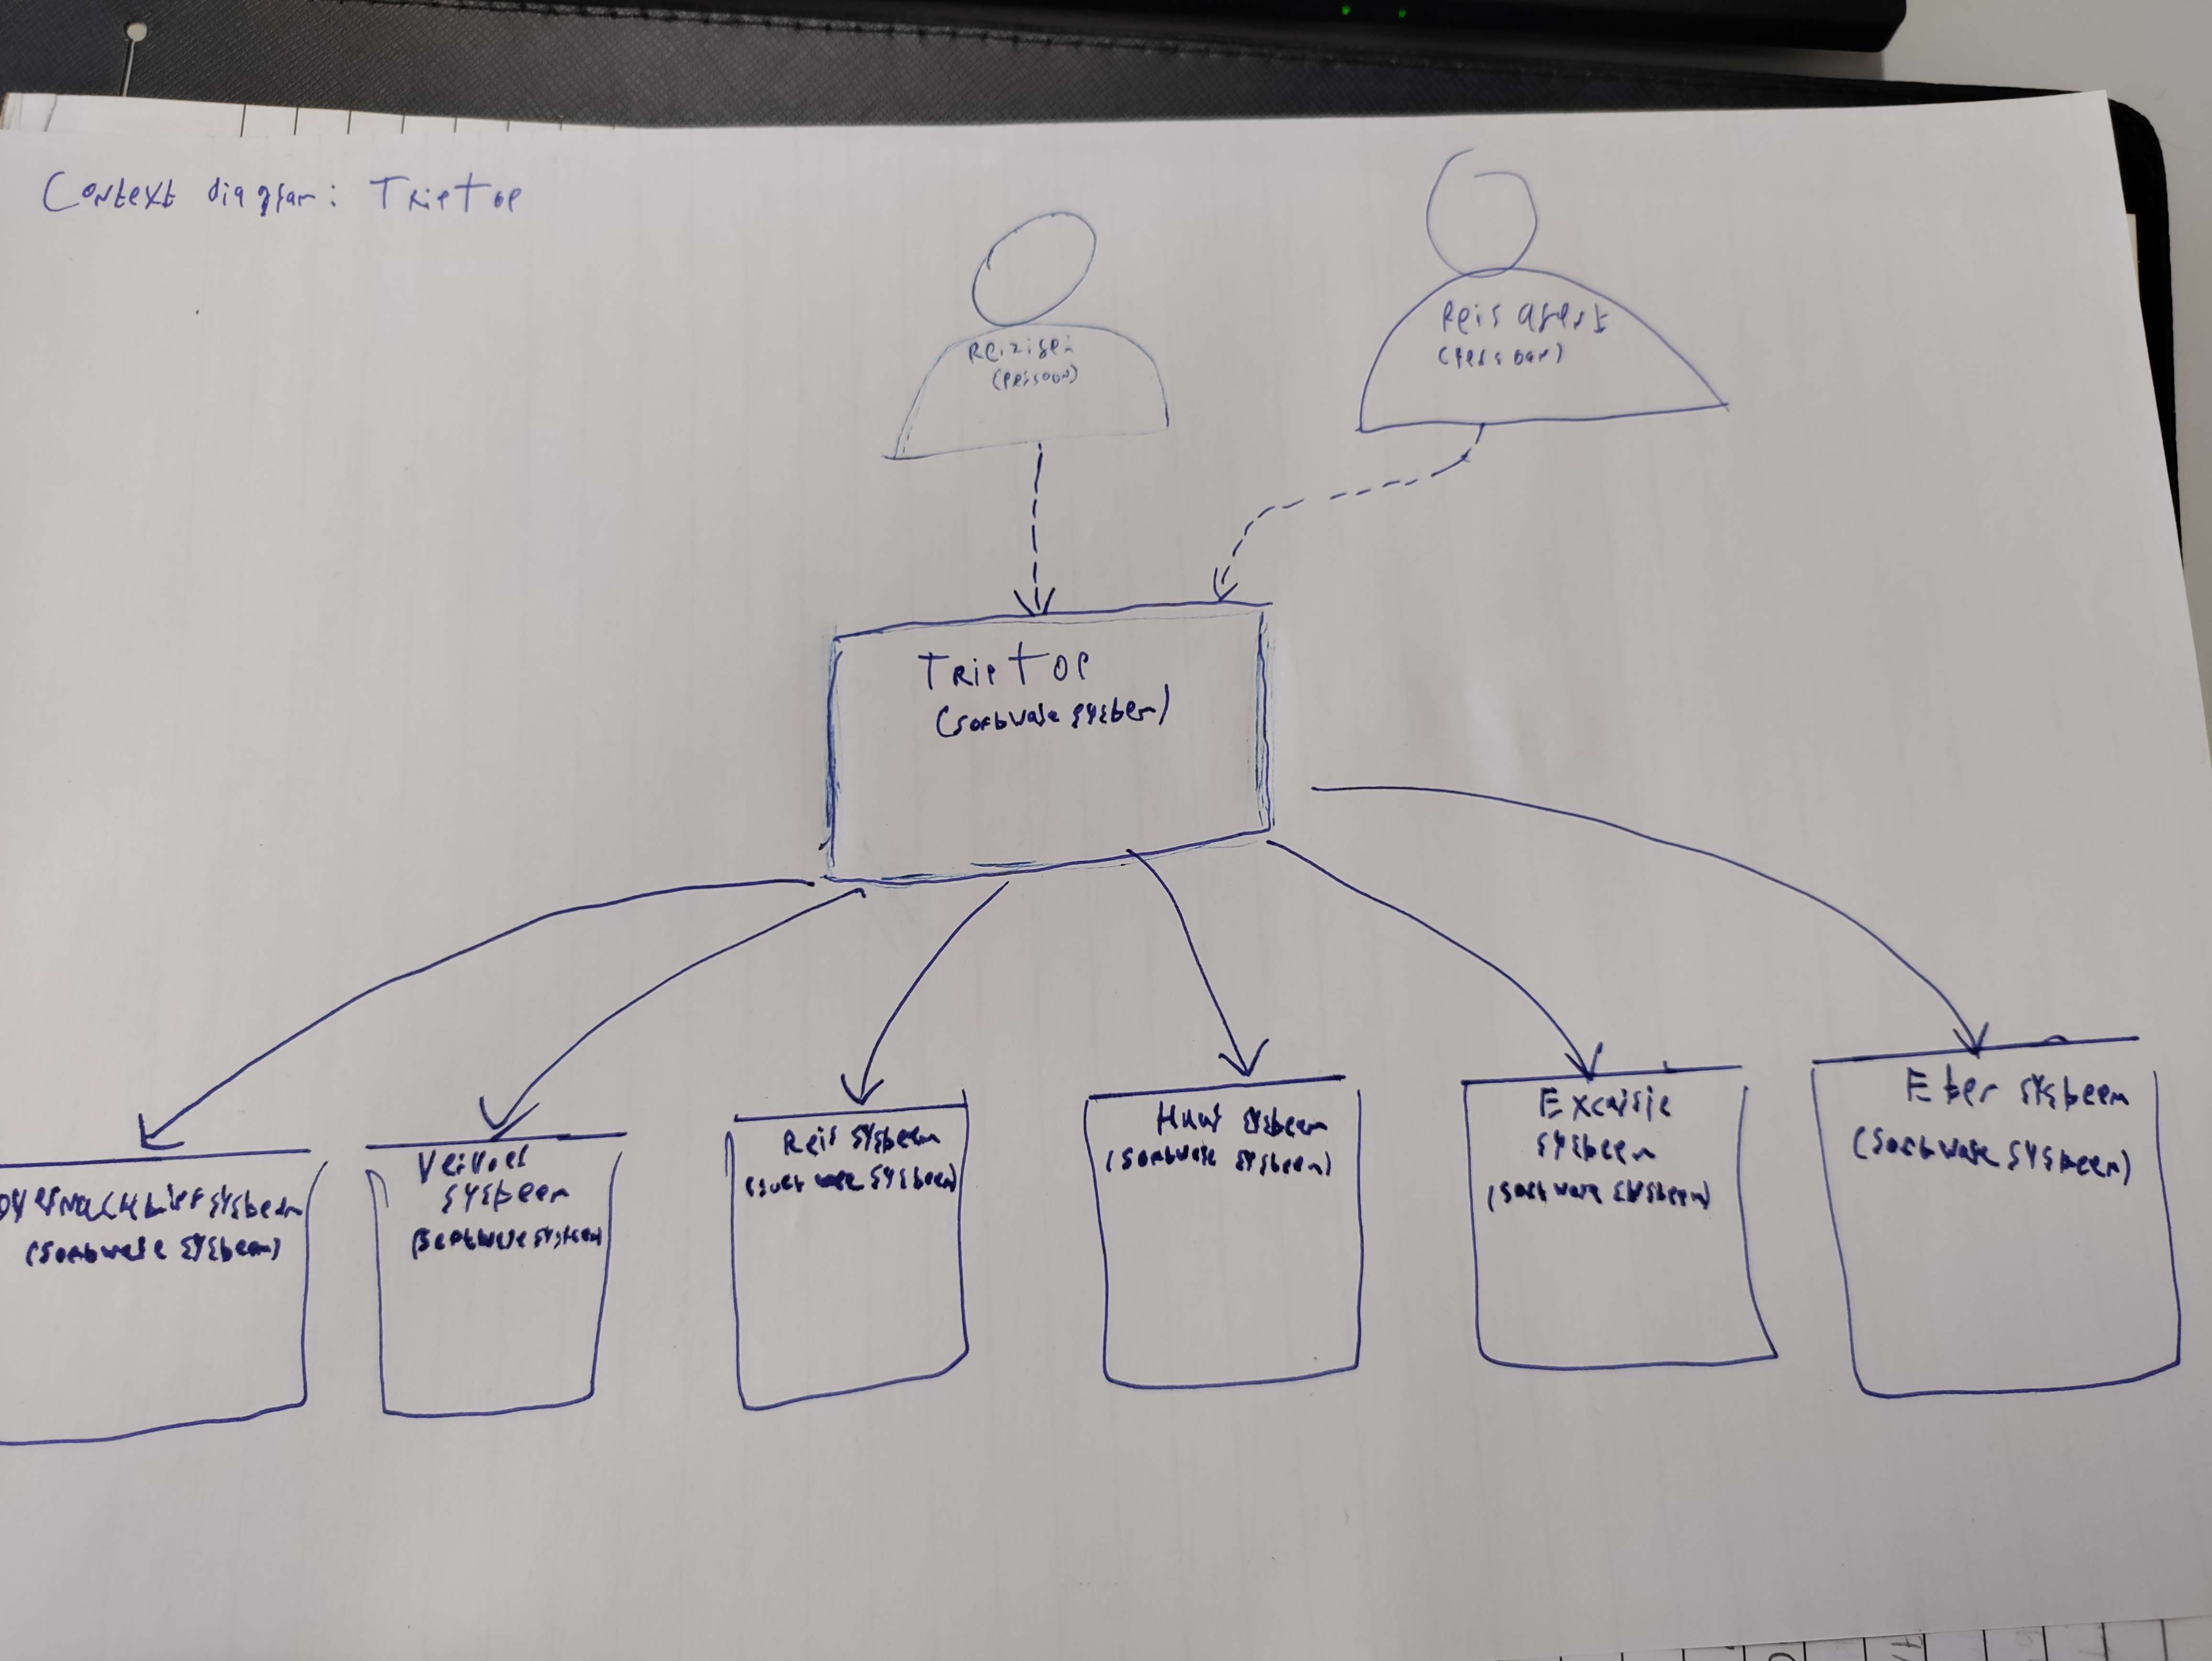 Context diagram: TripTop
Reiziger
(persoon)
Reis agent
(persoon)
TripTop
(software systeem)
Overnachtings systeem
(software systeem)
Vervoer
systeem
(software systeem)
Reis systeem
(software systeem)
Huur systeem
(software systeem)
Excursie
systeem
(software systeem)
Eten systeem
(software systeem)